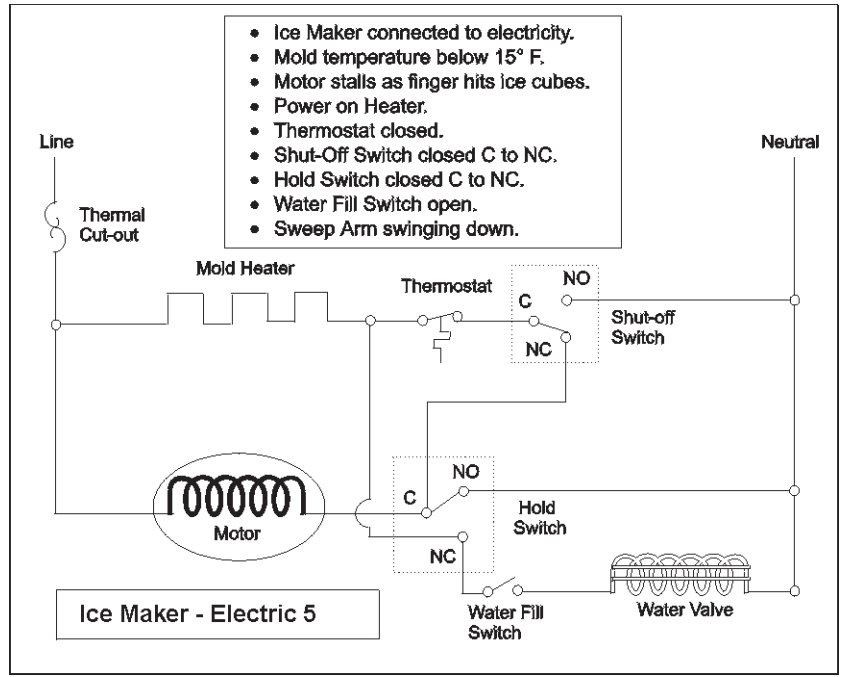 • Ice Maker connected to electricity.
• Mold temperature below 15° F.
• Motor stalls as finger hits ice cubes.
• Power on Heater.
• Thermostat closed.
• Shut-Off Switch closed C to NC.
• Hold Switch closed C to NC.
• Water Fill Switch open.
• Sweep Arm swinging down.
Line
Neutral
Thermal
Cut-out
Mold Heater
Thermostat
NO
C
NC
Shut-off
Switch
NO
C
NC
Hold
Switch
Motor
Water Fill
Switch
Water Valve
Ice Maker - Electric 5